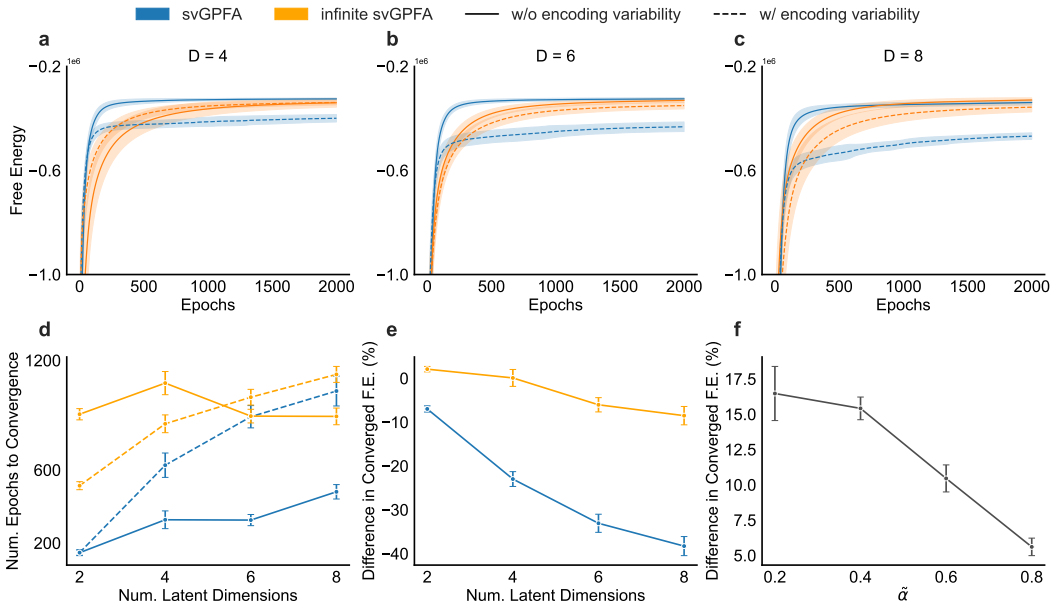 svGPFA infinite svGPFA w/o encoding variability w/ encoding variability
a b c
D = 4 D = 6 D = 8
1e6 1e6 1e6
−0.2 −0.2 −0.2
Free Energy
−0.6 −0.6 −0.6
−1.0 −1.0 −1.0
0 500 1000 1500 2000 0 500 1000 1500 2000 0 500 1000 1500 2000
Epochs Epochs Epochs
d e f
Num. Epochs to Convergence
1200
600
200
2 4 6 8
Num. Latent Dimensions
Difference in Converged F.E. (%)
0
−10
−20
−30
−40
2 4 6 8
Num. Latent Dimensions
Difference in Converged F.E. (%)
17.5
15.0
12.5
10.0
7.5
5.0
0.2 0.4 0.6 0.8
α̃